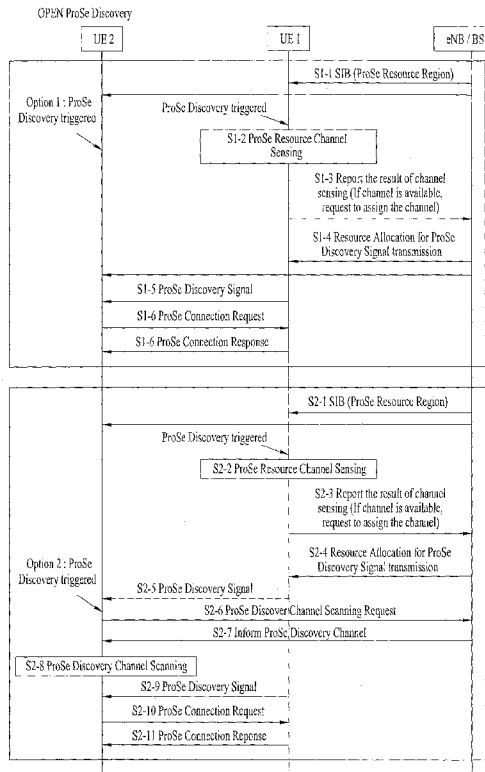 OPEN ProSe Discovery
UE 2
UE 1
eNB / BS
S1-1 SIB (ProSe Resource Region)
Option 1 : ProSe
Discovery triggered
ProSe Discovery triggered
S1-2 ProSe Resource Channel
Sensing
S1-3 Report the result of channel
sensing (If channel is available,
request to assign the channel)
S1-4 Resource Allocation for ProSe
Discovery Signal transmission
S1-5 ProSe Discovery Signal
S1-6 ProSe Connection Request
S1-6 ProSe Connection Response
S2-1 SIB (ProSe Resource Region)
ProSe Discovery triggered
S2-2 ProSe Resource Channel Sensing
S2-3 Report the result of channel
sensing (If channel is available,
request to assign the channel)
S2-4 Resource Allocation for ProSe
Discovery Signal transmission
Option 2 : ProSe
Discovery triggered
S2-5 ProSe Discovery Signal
S2-6 ProSe Discover Channel Scanning Request
S2-7 Inform ProSe Discovery Channel
S2-8 ProSe Discovery Channel Scanning
S2-9 ProSe Discovery Signal
S2-10 ProSe Connection Request
S2-11 ProSe Connection Reponse